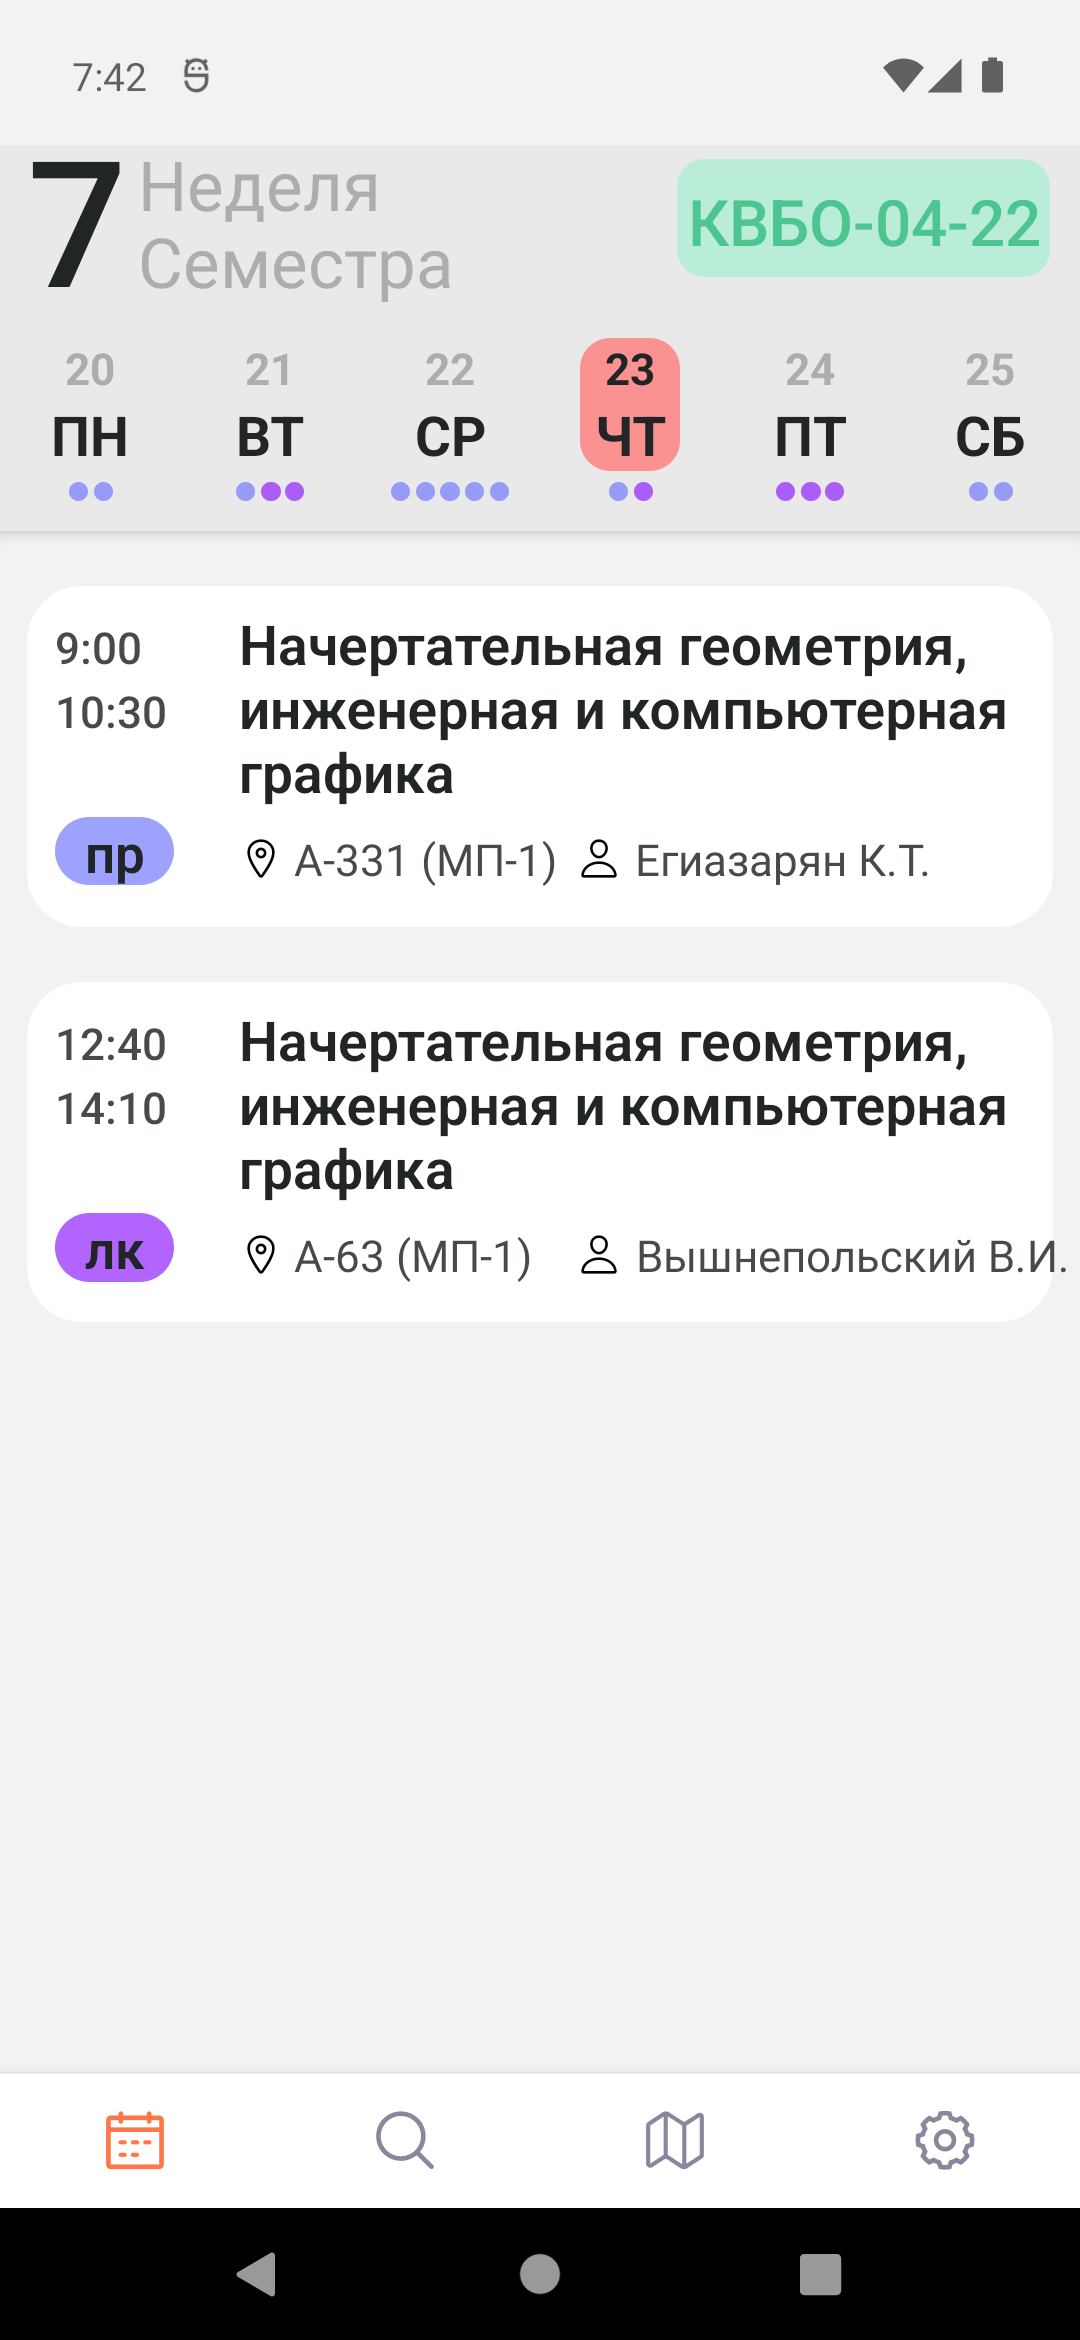 7:42
7 Неделя
Семестра
КВБО-04-22
20 21 22 23 24 25
ПН ВТ СР ЧТ ПТ СБ
9:00
10:30
Начертательная геометрия,
инженерная и компьютерная
графика
пр
А-331 (МП-1) Егиазарян К.Т.
12:40
14:10
Начертательная геометрия,
инженерная и компьютерная
графика
лк
А-63 (МП-1) Вышнепольский В.И.